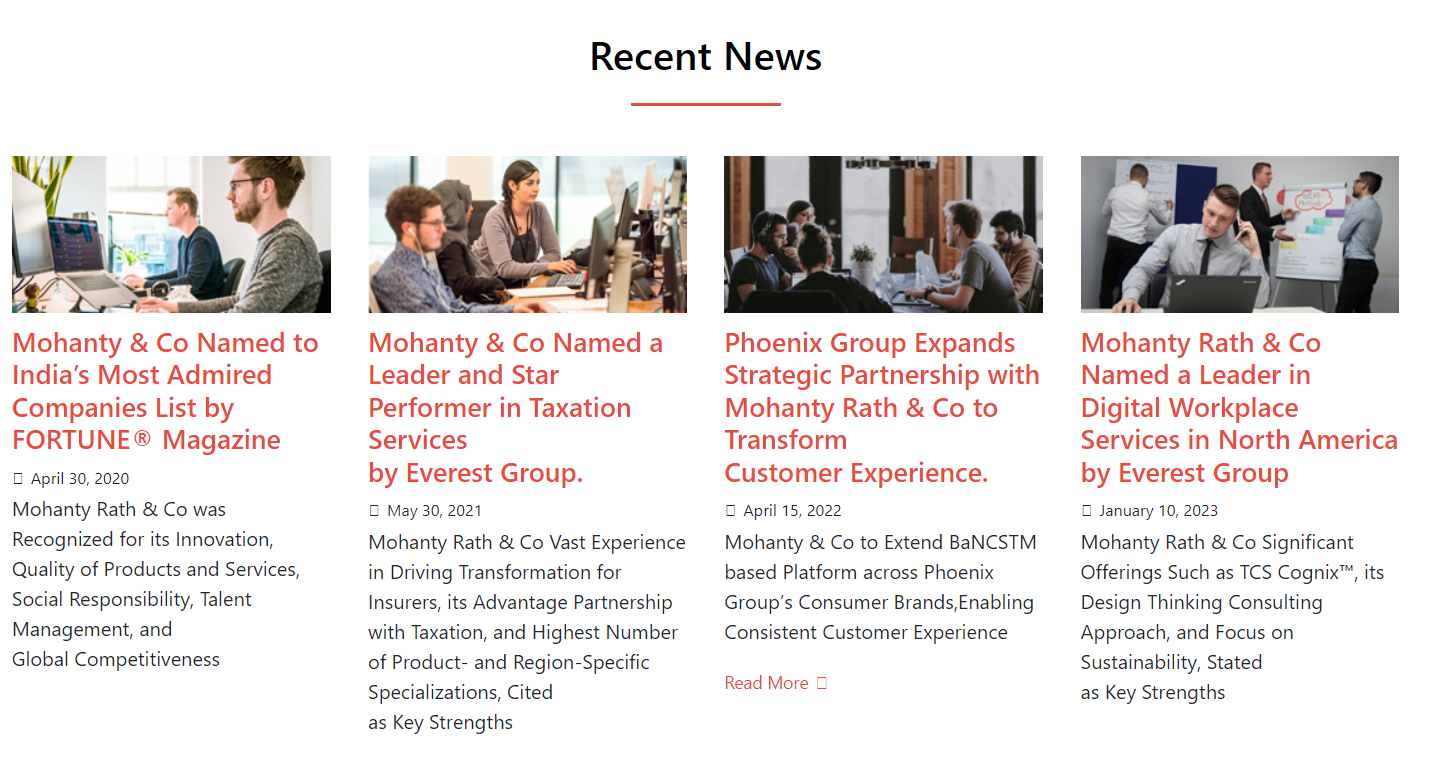 Recent News
Mohanty & Co Named to
India’s Most Admired
Companies List by
FORTUNE® Magazine
April 30, 2020
Mohanty Rath & Co was
Recognized for its Innovation,
Quality of Products and Services,
Social Responsibility, Talent
Management, and
Global Competitiveness
Mohanty & Co Named a
Leader and Star
Performer in Taxation
Services
by Everest Group.
May 30, 2021
Mohanty Rath & Co Vast Experience
in Driving Transformation for
Insurers, its Advantage Partnership
with Taxation, and Highest Number
of Product- and Region-Specific
Specializations, Cited
as Key Strengths
Phoenix Group Expands
Strategic Partnership with
Mohanty Rath & Co to
Transform
Customer Experience.
April 15, 2022
Mohanty & Co to Extend BaNCSTM
based Platform across Phoenix
Group’s Consumer Brands,Enabling
Consistent Customer Experience
Read More
Mohanty Rath & Co
Named a Leader in
Digital Workplace
Services in North America
by Everest Group
January 10, 2023
Mohanty Rath & Co Significant
Offerings Such as TCS Cognix™, its
Design Thinking Consulting
Approach, and Focus on
Sustainability, Stated
as Key Strengths